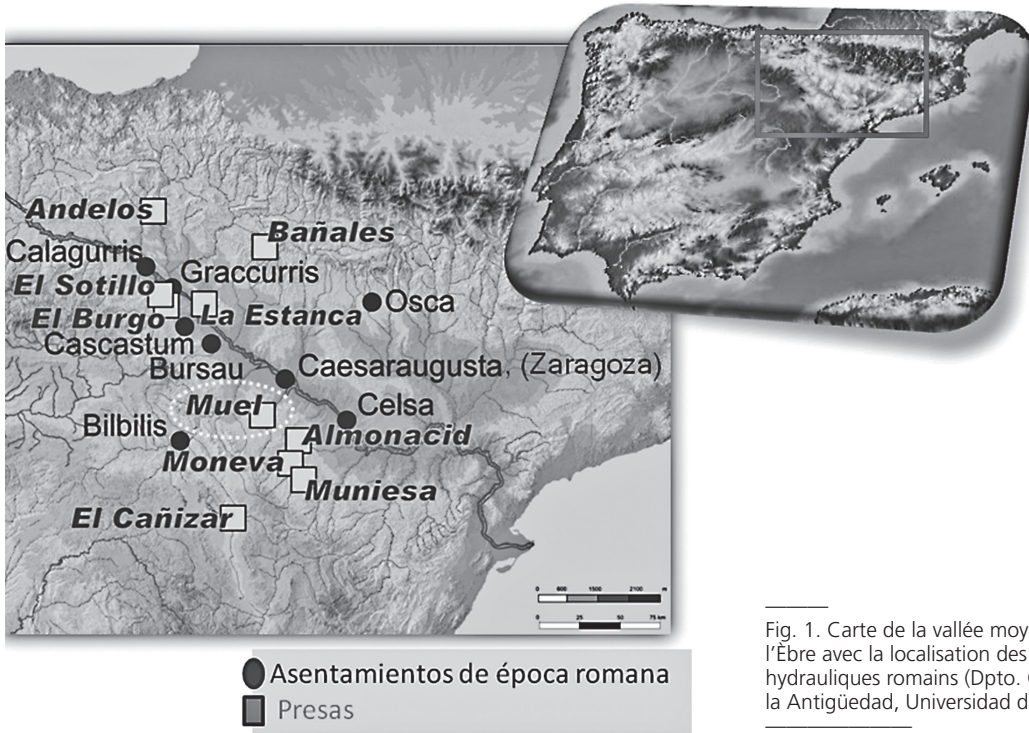 Andelos
Bañales
Calagurris
Graccurris
El Sotillo
Osca
El Burgo
La Estanca
Cascastum
Bursau
Caesaraugusta, (Zaragoza)
Muel
Celsa
Bilbilis
Almonacid
Moneva
Muniesa
El Cañizar
0 600 1500 2100 m
0 25 50 75 km
Asentamientos de época romana
Presas
Fig. 1. Carte de la vallée moy
l'Èbre avec la localisation des
hydrauliques romains (Dpto.
la Antigüedad, Universidad d